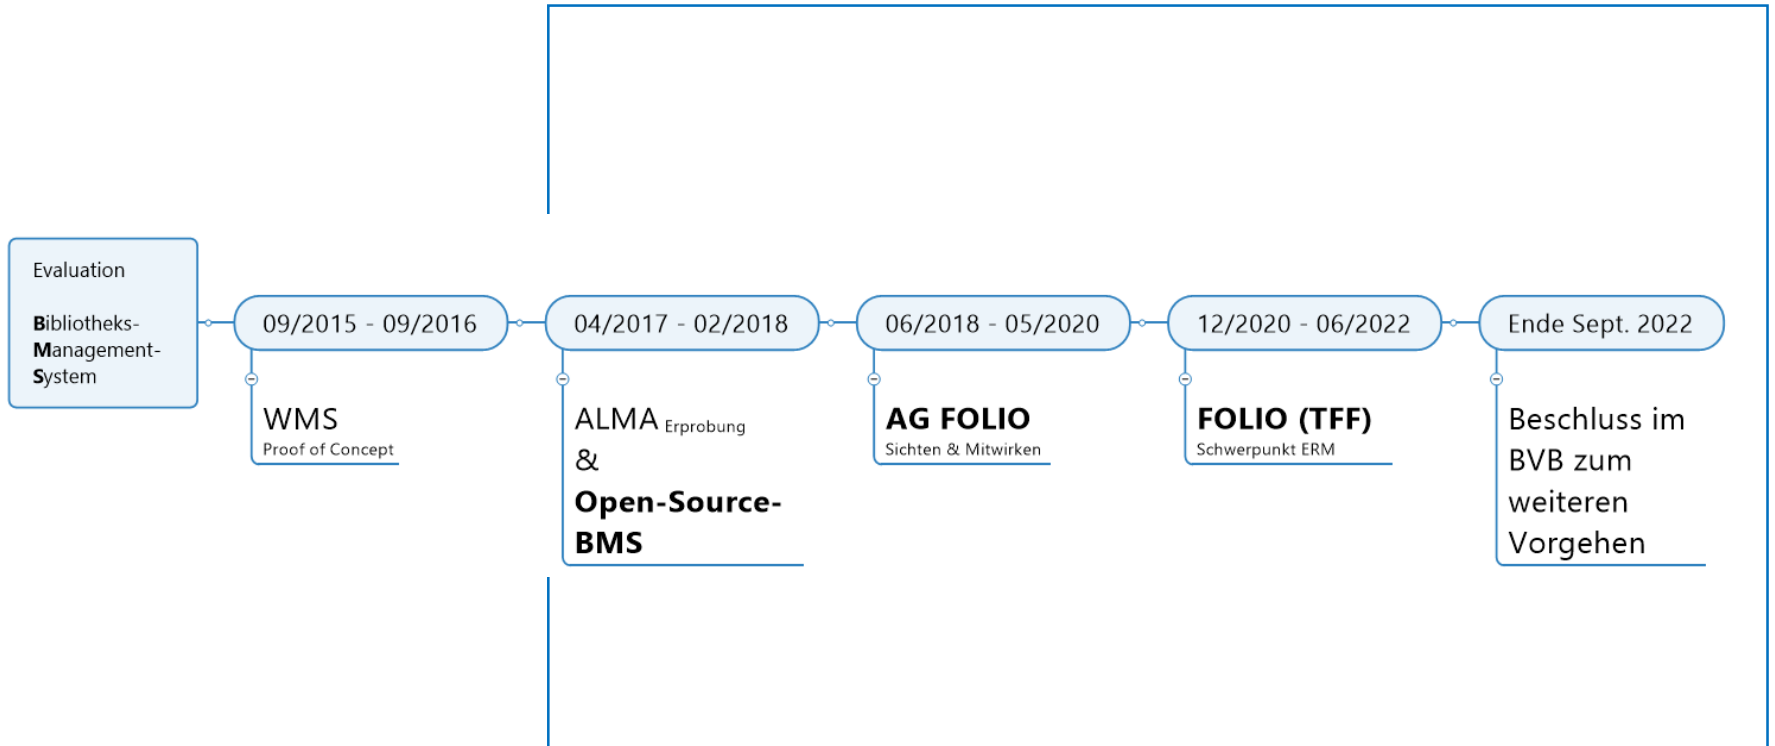 Evaluation
Bibliotheks-
Management-
System
09/2015 - 09/2016
WMS
Proof of Concept
04/2017 - 02/2018
ALMA Erprobung
&
Open-Source-
BMS
06/2018 - 05/2020
AG FOLIO
Sichten & Mitwirken
12/2020 - 06/2022
FOLIO (TFF)
Schwerpunkt ERM
Ende Sept. 2022
Beschluss im
BVB zum
weiteren
Vorgehen